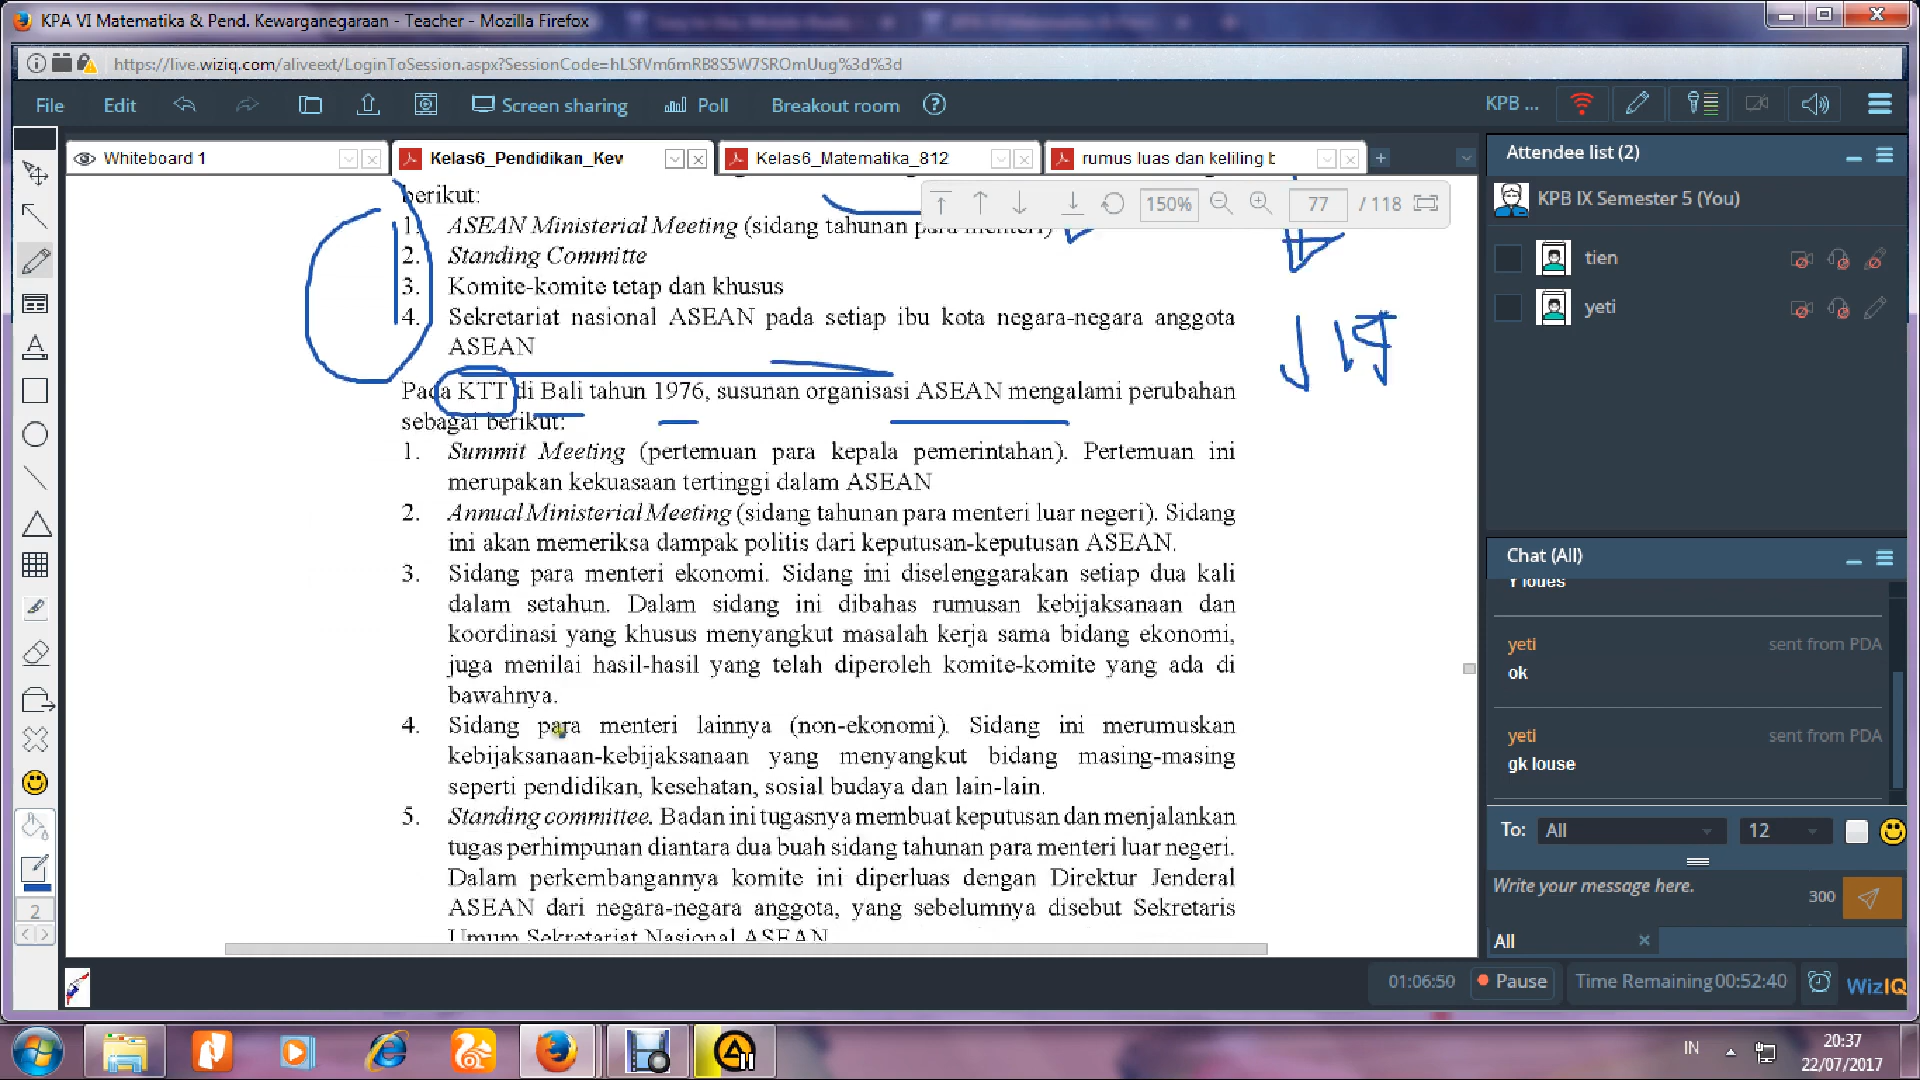 KPA VI Matematika & Pend. Kewarganegaraan - Teacher - Mozilla Firefox
https://live.wiziq.com/aliveext/LoginToSession.aspx?SessionCode=hLSfVm6mRB8S5W7SROmUug%3d%3d
File Edit Screen sharing Poll Breakout room KPB ...
Whiteboard 1
Kelas6_Pendidikan_Kev
Kelas6_Matematika_812
rumus luas dan keliling b
150% 77 / 118
berikut:
1. ASEAN Ministerial Meeting (sidang tahunan para menteri)
2. Standing Committe
3. Komite-komite tetap dan khusus
4. Sekretariat nasional ASEAN pada setiap ibu kota negara-negara anggota
ASEAN
Pada KTT di Bali tahun 1976, susunan organisasi ASEAN mengalami perubahan
sebagai berikut:
1. Summit Meeting (pertemuan para kepala pemerintahan). Pertemuan ini
merupakan kekuasaan tertinggi dalam ASEAN
2. Annual Ministerial Meeting (sidang tahunan para menteri luar negeri). Sidang
ini akan memeriksa dampak politis dari keputusan-keputusan ASEAN.
3. Sidang para menteri ekonomi. Sidang ini diselenggarakan setiap dua kali
dalam setahun. Dalam sidang ini dibahas rumusan kebijaksanaan dan
koordinasi yang khusus menyangkut masalah kerja sama bidang ekonomi,
juga menilai hasil-hasil yang telah diperoleh komite-komite yang ada di
bawahnya.
4. Sidang para menteri lainnya (non-ekonomi). Sidang ini merumuskan
kebijaksanaan-kebijaksanaan yang menyangkut bidang masing-masing
seperti pendidikan, kesehatan, sosial budaya dan lain-lain.
5. Standing committee. Badan ini tugasnya membuat keputusan dan menjalankan
tugas perhimpunan diantara dua buah sidang tahunan para menteri luar negeri.
Dalam perkembangannya komite ini diperluas dengan Direktur Jenderal
ASEAN dari negara-negara anggota, yang sebelumnya disebut Sekretaris
Umum Sekretariat Nasional ASEAN
2
Attendee list (2)
KPB IX Semester 5 (You)
tien
yeti
Chat (All)
Y loues
yeti sent from PDA
ok
yeti sent from PDA
gk louse
To: All 12
Write your message here. 300
All
01:06:50 Pause Time Remaining 00:52:40 WizIQ
IN 20:37
22/07/2017